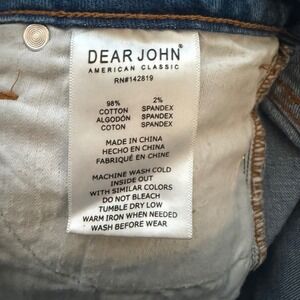 DEAR JOHN®
AMERICAN CLASSIC
RN#142819
98% 2%
COTTON SPANDEX
ALGODÓN SPANDEX
COTON SPANDEX
MADE IN CHINA
HECHO EN CHINA
FABRIQUÉ EN CHINE
MACHINE WASH COLD
INSIDE OUT
WITH SIMILAR COLORS
DO NOT BLEACH
TUMBLE DRY LOW
WARM IRON WHEN NEEDED
WASH BEFORE WEAR